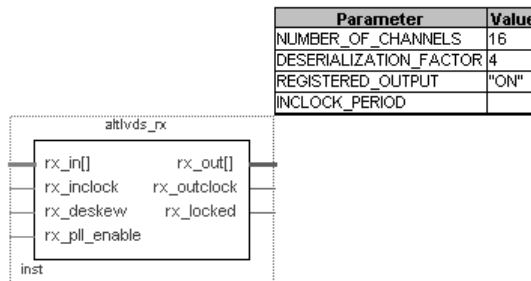 Parameter Value
NUMBER_OF_CHANNELS 16
DESERIALIZATION_FACTOR 4
REGISTERED_OUTPUT "ON"
INCLOCK_PERIOD
altlvds_rx
rx_in[] rx_out[]
rx_inclock rx_outclock
rx_deskew rx_locked
rx_pll_enable
inst